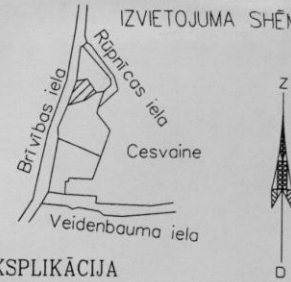 IZVIETOJUMA SHĒM
Rūpnīcas iela
Brīvības iela
Cesvaine
Veidenbauma iela
Z
D
KSPLIKĀCIJA